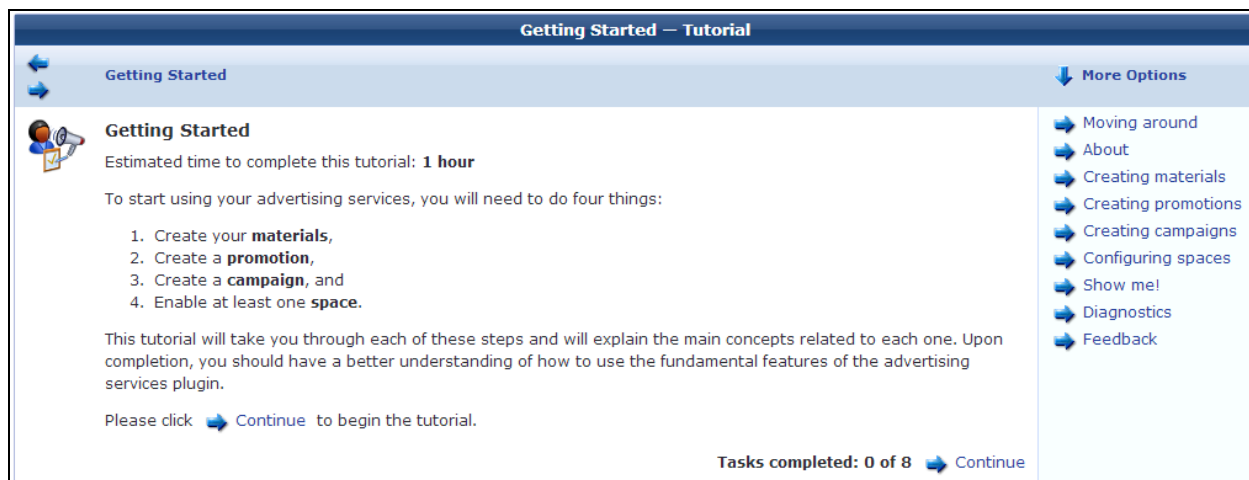 Getting Started — Tutorial
Getting Started
More Options
Getting Started
Estimated time to complete this tutorial: 1 hour
To start using your advertising services, you will need to do four things:
1. Create your materials,
2. Create a promotion,
3. Create a campaign, and
4. Enable at least one space.
This tutorial will take you through each of these steps and will explain the main concepts related to each one. Upon
completion, you should have a better understanding of how to use the fundamental features of the advertising
services plugin.
Please click Continue to begin the tutorial.
Tasks completed: 0 of 8 Continue
Moving around
About
Creating materials
Creating promotions
Creating campaigns
Configuring spaces
Show me!
Diagnostics
Feedback